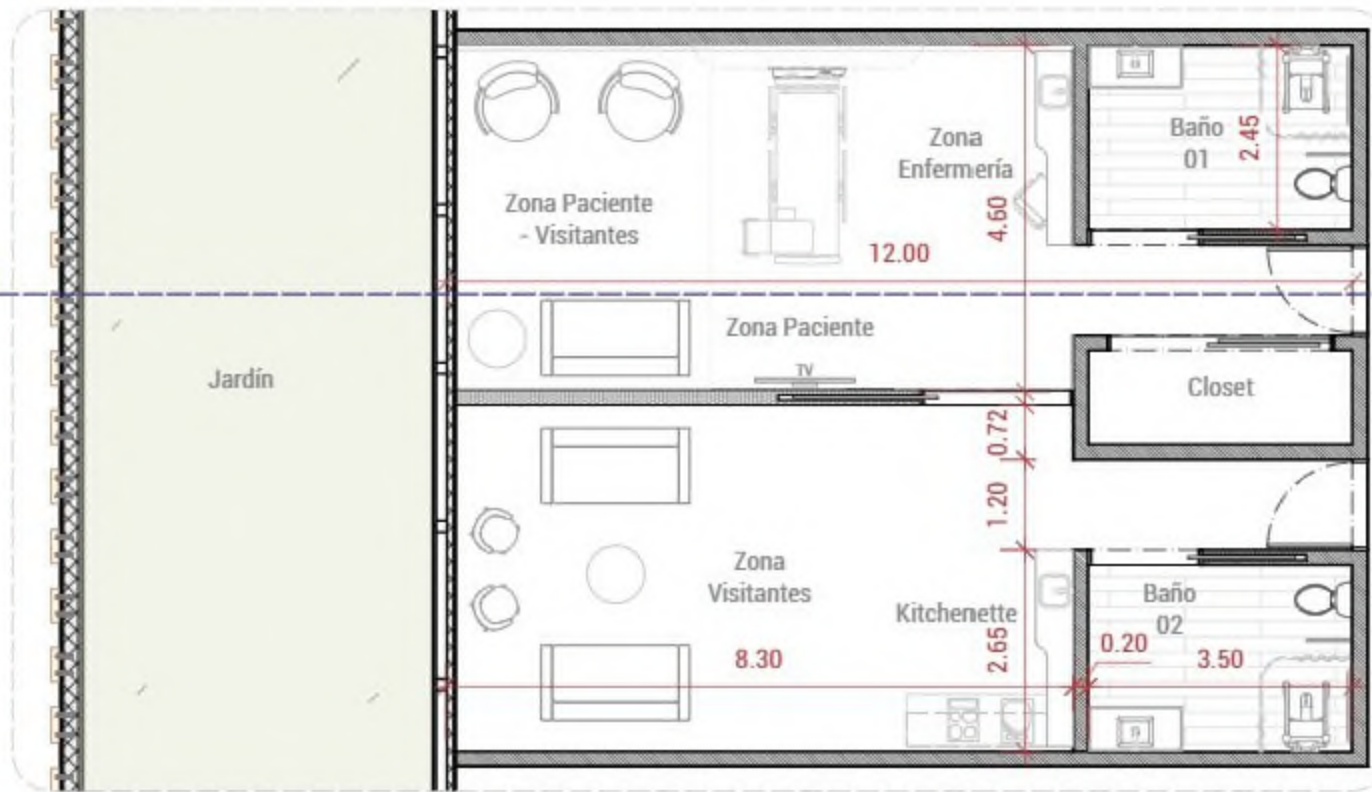 Baño
01
2.45
Zona
Enfermería
Zona Paciente
- Visitantes
4.60
12.00
Zona Paciente
TV
Jardín
Closet
0.72
1.20
Zona
Visitantes
Kitchenette
Baño
02
2.65
0.20
3.50
8.30